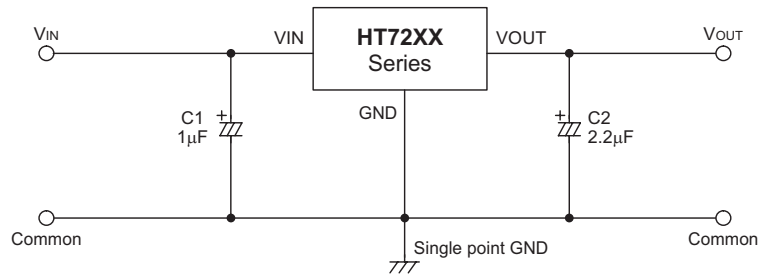 VIN
VIN
HT72XX
Series
VOUT
VOUT
GND
+
C1
1μF
+
C2
2.2μF
Common
Single point GND
Common